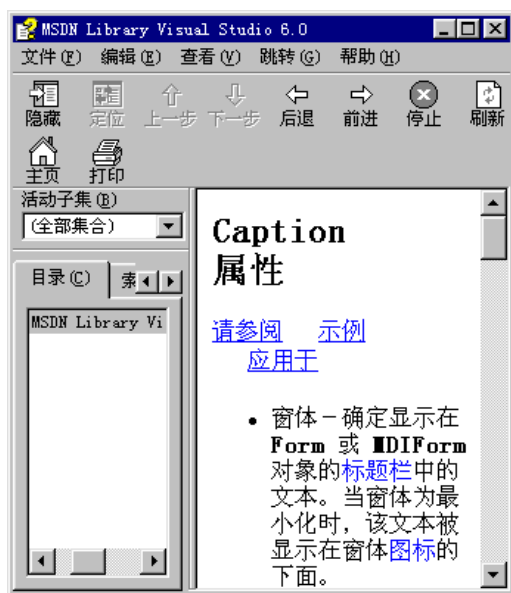 MSDN Library Visual Studio 6.0
文件(F) 编辑(E) 查看(V) 跳转(G) 帮助(H)
隐藏 定位 上一步 下一步 后退 前进 停止 刷新
主页 打印
活动子集(B)
(全部集合)
目录(C) 索
MSDN Library Vi
Caption
属性
请参阅 示例
应用于
• 窗体－确定显示在
Form 或 MDIForm
对象的标题栏中的
文本。当窗体为最
小化时，该文本被
显示在窗体图标的
下面。